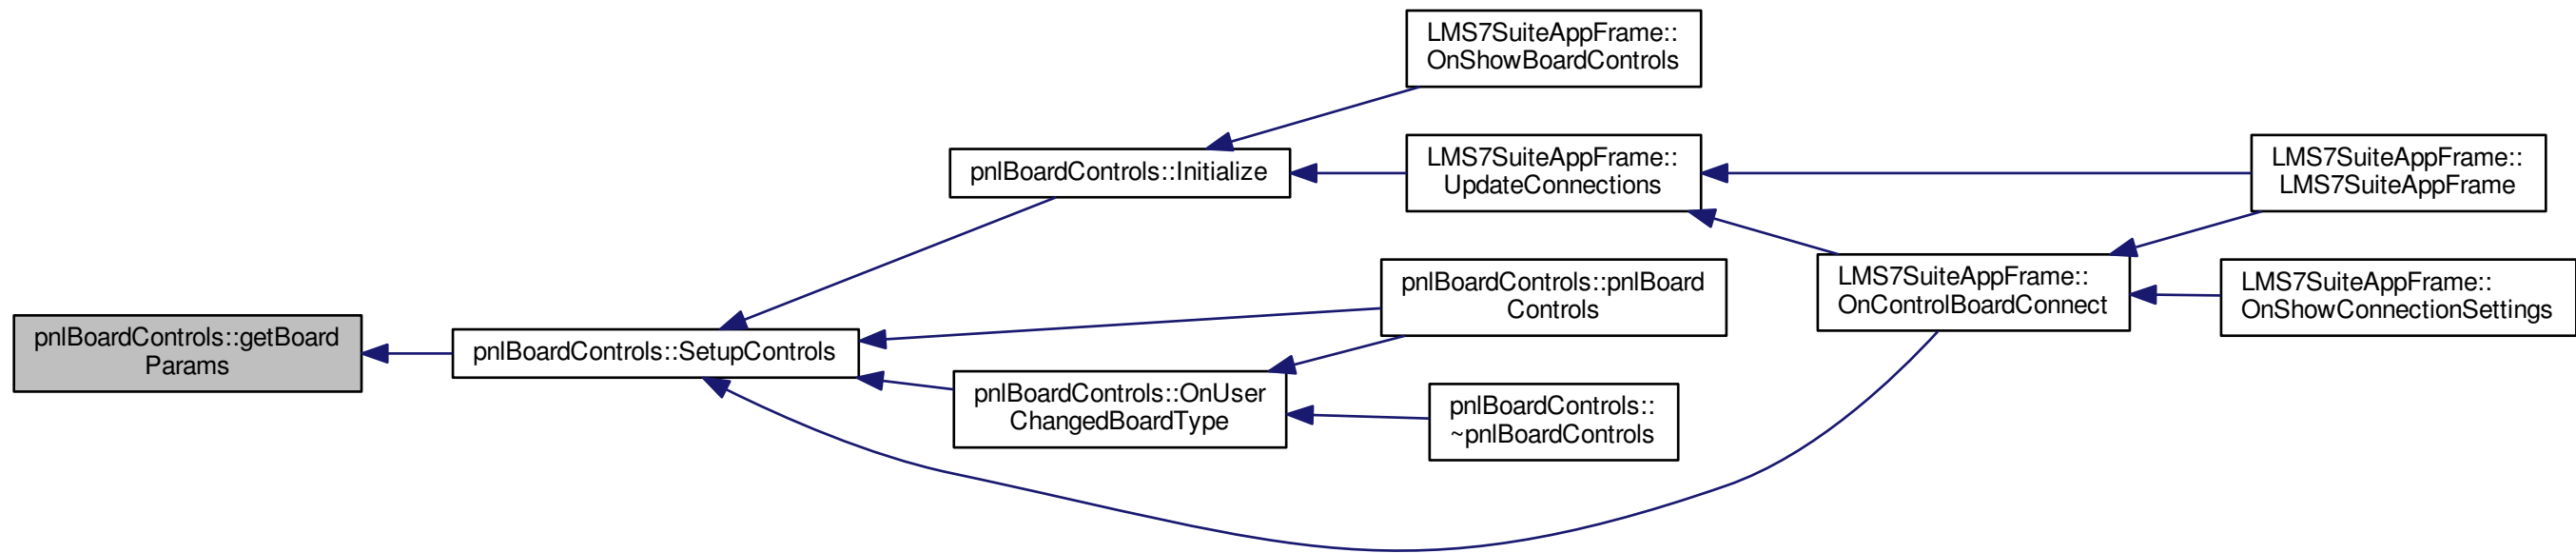 LMS7SuiteAppFrame::
OnShowBoardControls
pnlBoardControls::Initialize
LMS7SuiteAppFrame::
UpdateConnections
LMS7SuiteAppFrame::
LMS7SuiteAppFrame
pnlBoardControls::getBoard
Params
pnlBoardControls::SetupControls
pnlBoardControls::pnlBoard
Controls
LMS7SuiteAppFrame::
OnControlBoardConnect
LMS7SuiteAppFrame::
OnShowConnectionSettings
pnlBoardControls::OnUser
ChangedBoardType
pnlBoardControls::
~pnlBoardControls